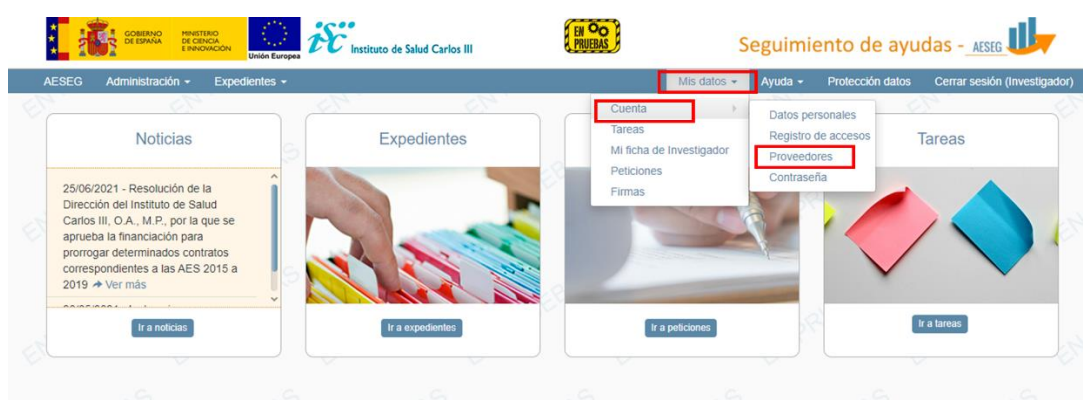 GOBIERNO
DE ESPAÑA
MINISTERIO
DE CIENCIA
E INNOVACIÓN
Unión Europea
isc Instituto de Salud Carlos III
EN
PRUEBAS
Seguimiento de ayudas - AESEG
AESEG Administración Expedientes Mis datos Ayuda Protección datos Cerrar sesión (Investigador)
Cuenta
Tareas
Mi ficha de Investigador
Peticiones
Firmas
Datos personales
Registro de accesos
Proveedores
Contraseña
Noticias
25/06/2021 - Resolución de la
Dirección del Instituto de Salud
Carlos III, O.A., M.P., por la que se
aprueba la financiación para
prorrogar determinados contratos
correspondientes a las AES 2015 a
2019 Ver más
Ir a noticias
Expedientes
Ir a expedientes
Ir a peticiones
Tareas
Ir a tareas